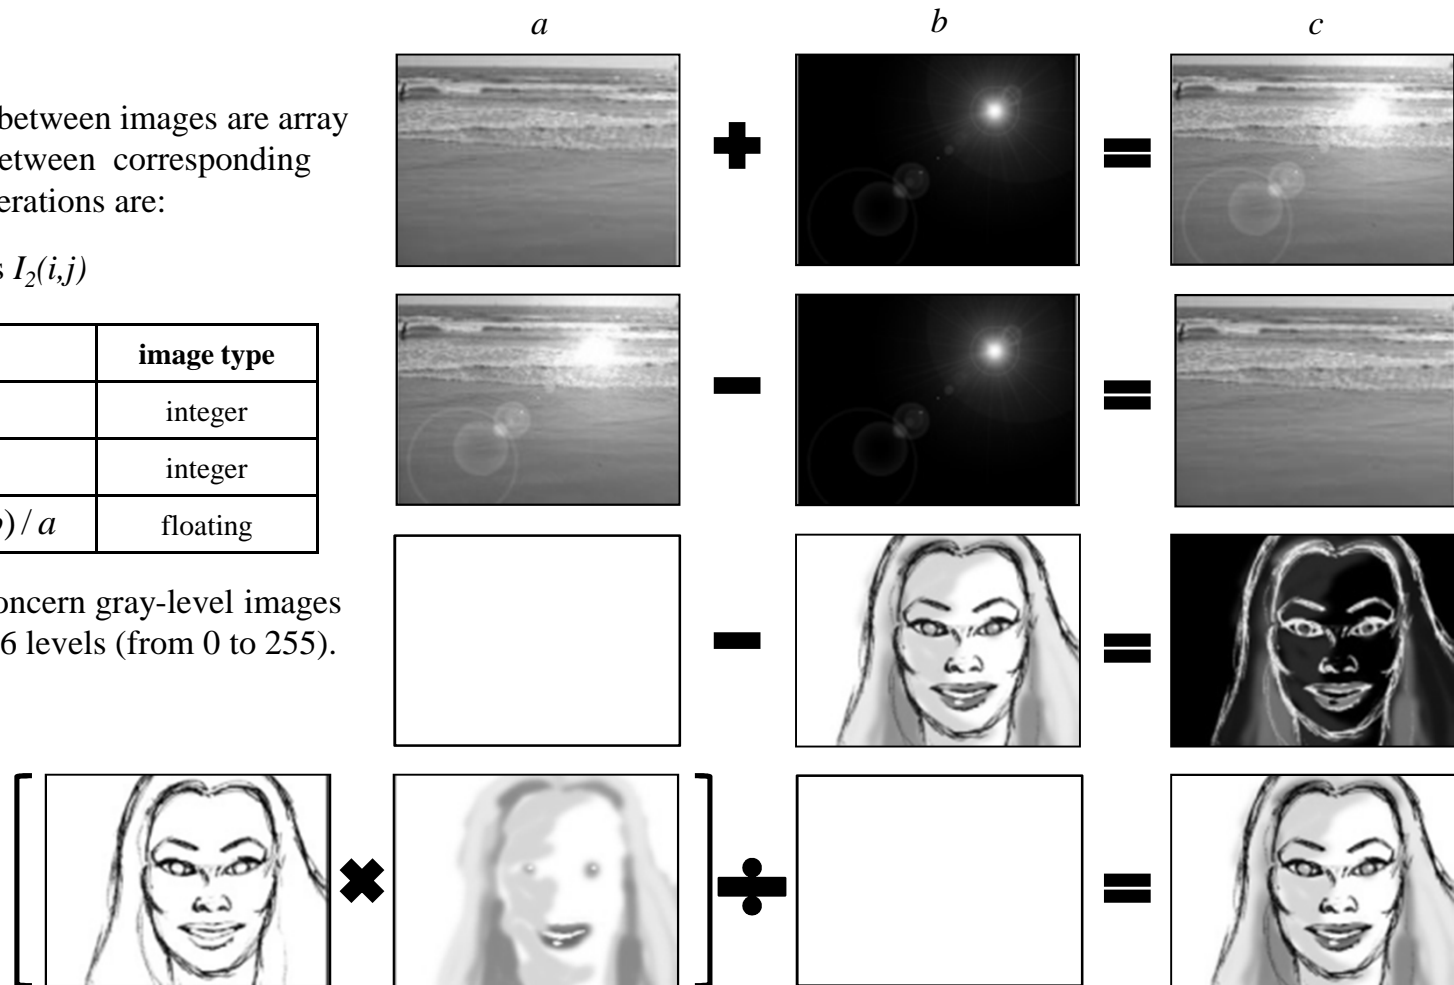 a b c
between images are array
etween corresponding
erations are:
s I2(i,j)
image type
integer
integer
)/a floating
oncern gray-level images
6 levels (from 0 to 255).